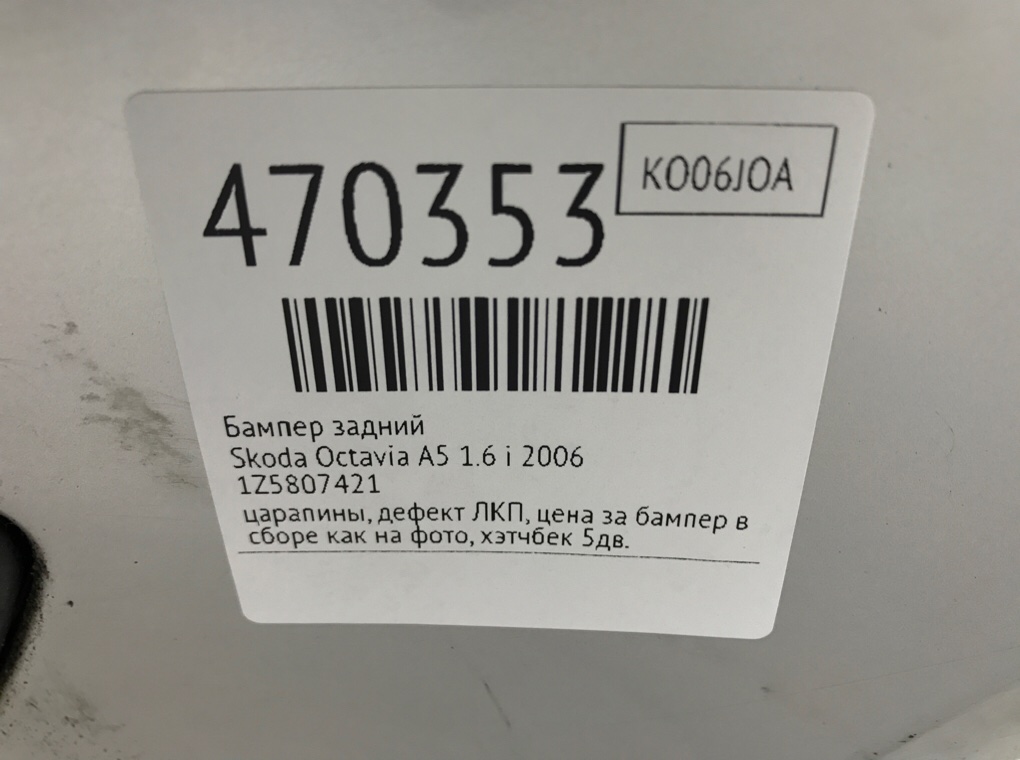 470353
KO06JOA
Бампер задний
Skoda Octavia A5 1.6 i 2006
1Z5807421
царапины, дефект ЛКП, цена за бампер в
сборе как на фото, хэтчбек 5дв.